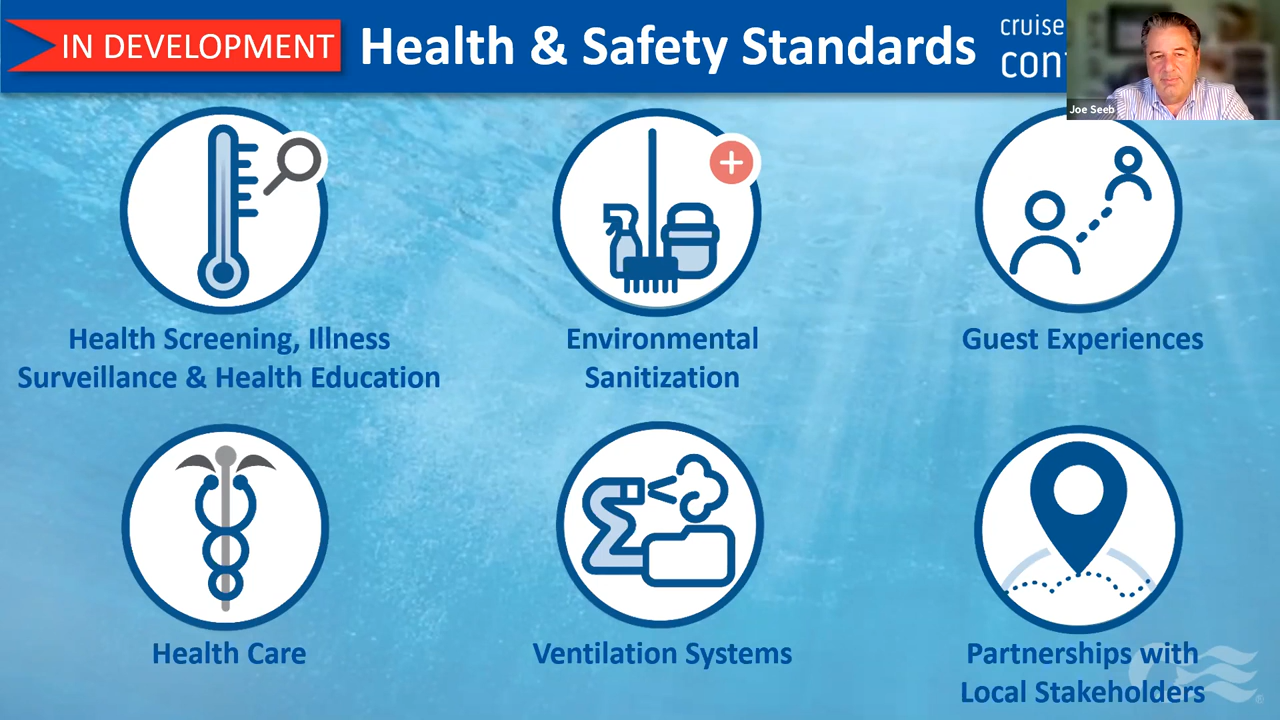 IN DEVELOPMENT
Health & Safety Standards
cruise
Joe Seeb
Health Screening, Illness
Surveillance & Health Education
Environmental
Sanitization
Guest Experiences
Health Care
Ventilation Systems
Partnerships with
Local Stakeholders
®